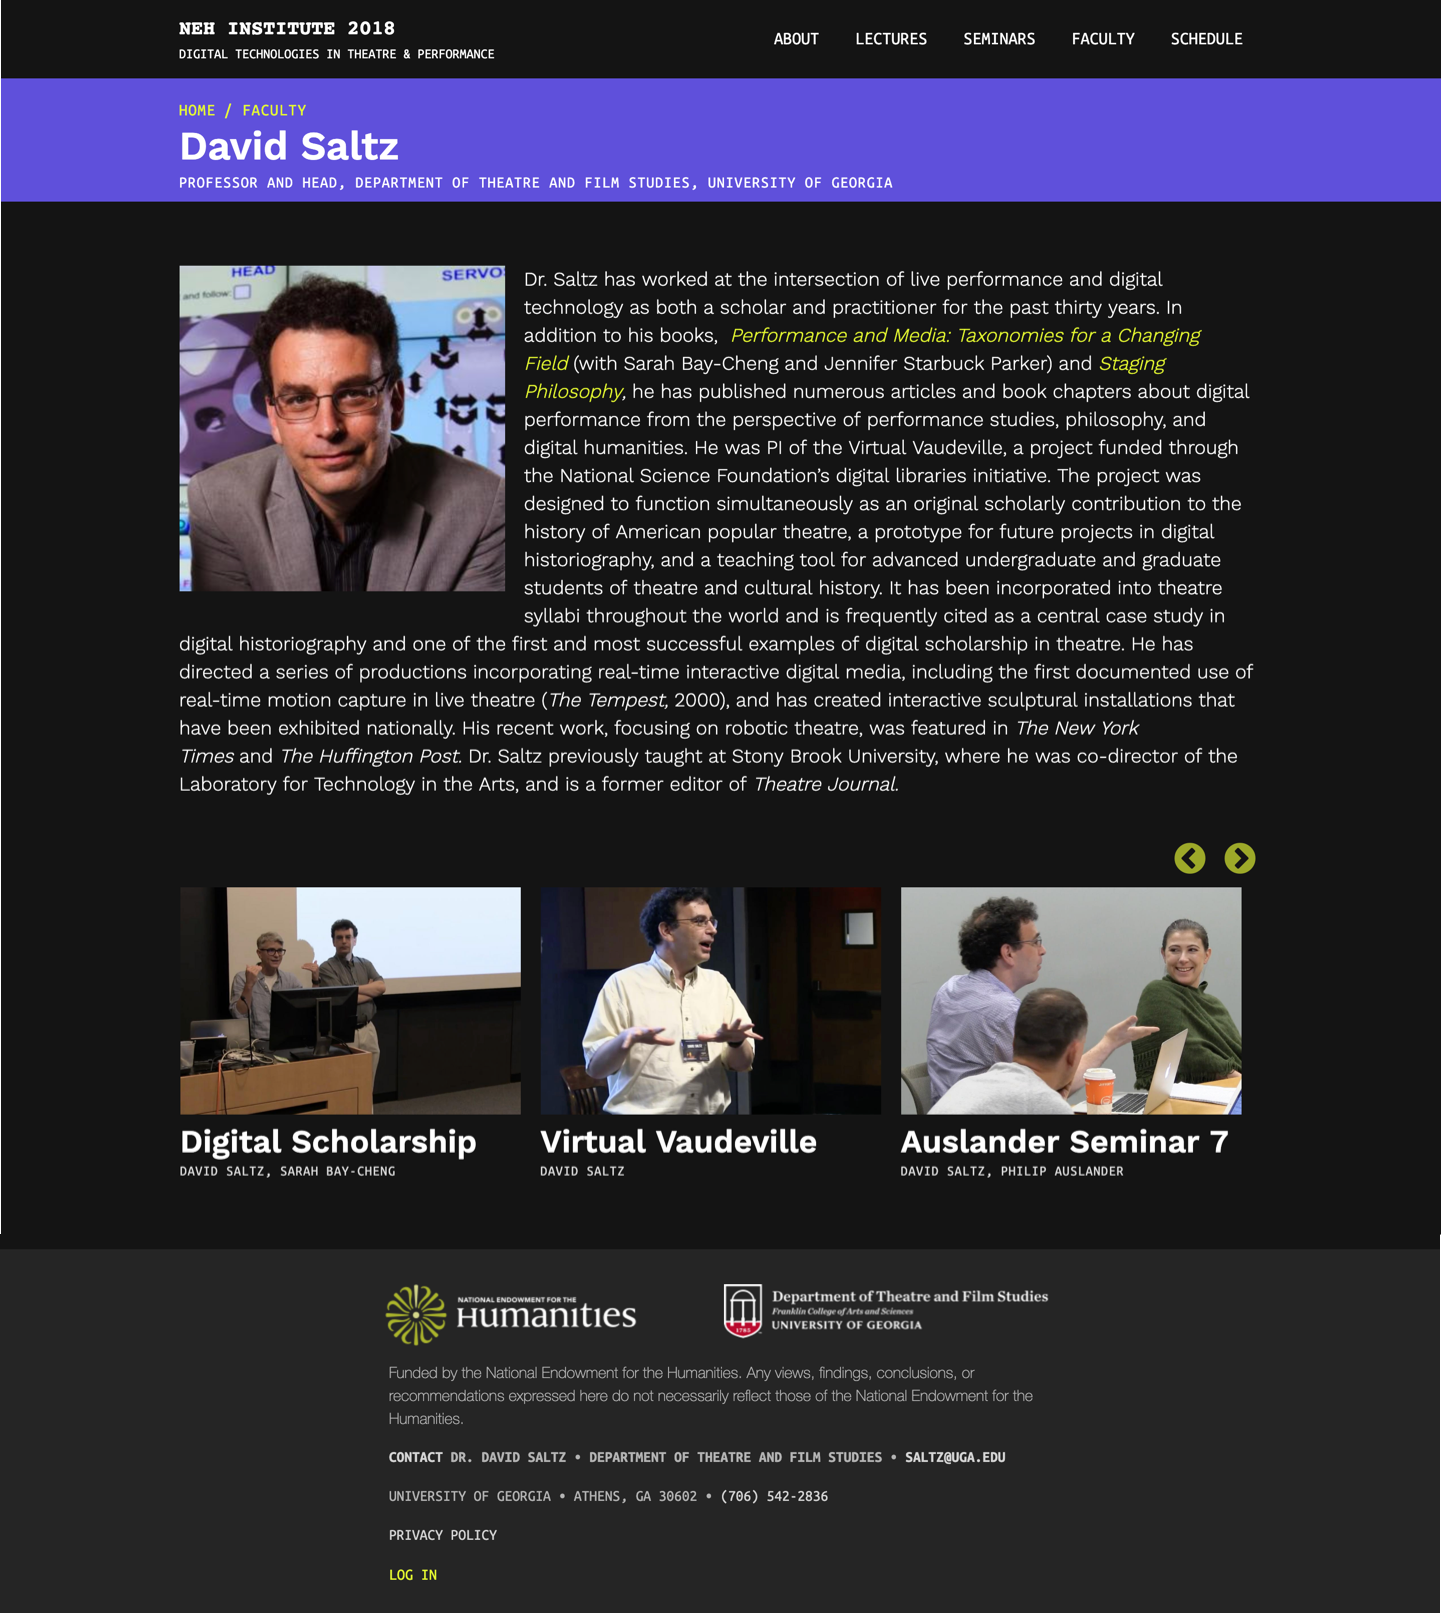 NEH INSTITUTE 2018
DIGITAL TECHNOLOGIES IN THEATRE & PERFORMANCE
ABOUT LECTURES SEMINARS FACULTY SCHEDULE
HOME / FACULTY
David Saltz
PROFESSOR AND HEAD, DEPARTMENT OF THEATRE AND FILM STUDIES, UNIVERSITY OF GEORGIA
HEAD
SERVO
and follow:
Dr. Saltz has worked at the intersection of live performance and digital
technology as both a scholar and practitioner for the past thirty years. In
addition to his books, Performance and Media: Taxonomies for a Changing
Field (with Sarah Bay-Cheng and Jennifer Starbuck Parker) and Staging
Philosophy, he has published numerous articles and book chapters about digital
performance from the perspective of performance studies, philosophy, and
digital humanities. He was PI of the Virtual Vaudeville, a project funded through
the National Science Foundation’s digital libraries initiative. The project was
designed to function simultaneously as an original scholarly contribution to the
history of American popular theatre, a prototype for future projects in digital
historiography, and a teaching tool for advanced undergraduate and graduate
students of theatre and cultural history. It has been incorporated into theatre
syllabi throughout the world and is frequently cited as a central case study in
digital historiography and one of the first and most successful examples of digital scholarship in theatre. He has
directed a series of productions incorporating real-time interactive digital media, including the first documented use of
real-time motion capture in live theatre (The Tempest, 2000), and has created interactive sculptural installations that
have been exhibited nationally. His recent work, focusing on robotic theatre, was featured in The New York
Times and The Huffington Post. Dr. Saltz previously taught at Stony Brook University, where he was co-director of the
Laboratory for Technology in the Arts, and is a former editor of Theatre Journal.
Digital Scholarship
DAVID SALTZ, SARAH BAY-CHENG
Virtual Vaudeville
DAVID SALTZ
Auslander Seminar 7
DAVID SALTZ, PHILIP AUSLANDER
NATIONAL ENDOWMENT FOR THE
Humanities
1785
Department of Theatre and Film Studies
Franklin College of Arts and Sciences
UNIVERSITY OF GEORGIA
Funded by the National Endowment for the Humanities. Any views, findings, conclusions, or
recommendations expressed here do not necessarily reflect those of the National Endowment for the
Humanities.
CONTACT DR. DAVID SALTZ • DEPARTMENT OF THEATRE AND FILM STUDIES • SALTZ@UGA.EDU
UNIVERSITY OF GEORGIA • ATHENS, GA 30602 • (706) 542-2836
PRIVACY POLICY
LOG IN